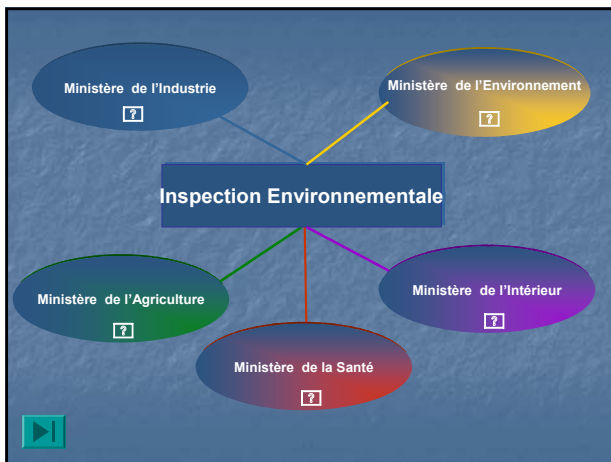 Ministère de l'Industrie
?
Ministère de l'Environnement
?
Inspection Environnementale
Ministère de l'Agriculture
?
Ministère de l'Intérieur
?
Ministère de la Santé
?